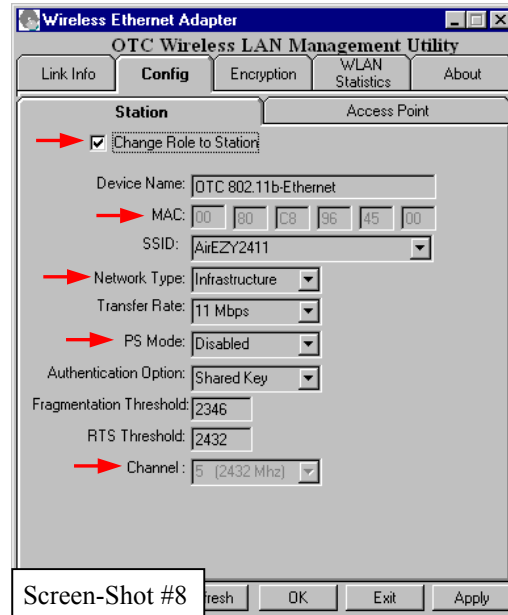 Wireless Ethernet Adapter
OTC Wireless LAN Management Utility
Link Info Config Encryption WLAN Statistics About
Station Access Point
Change Role to Station
Device Name: OTC 802.11b-Ethernet
MAC: 00 80 C8 96 45 00
SSID: AirEZY2411
Network Type: Infrastructure
Transfer Rate: 11 Mbps
PS Mode: Disabled
Authentication Option: Shared Key
Fragmentation Threshold: 2346
RTS Threshold: 2432
Channel : 5 (2432 Mhz)
Screen-Shot #8 resh OK Exit Apply